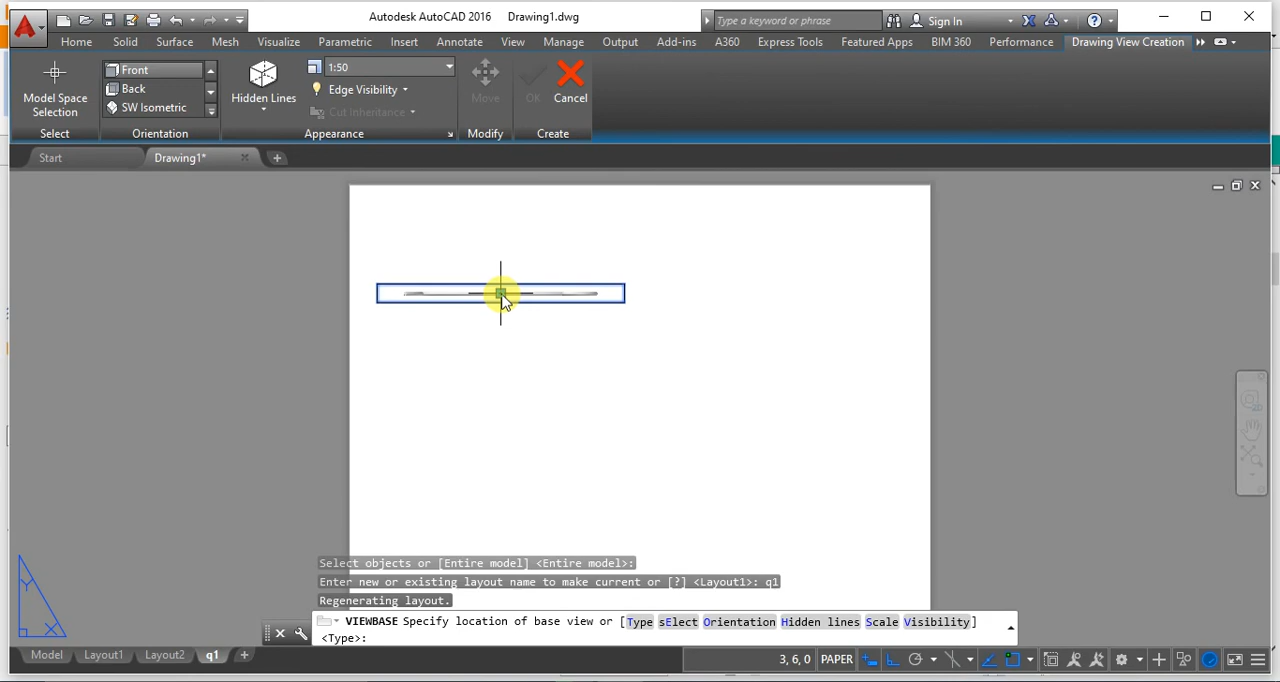 Autodesk AutoCAD 2016 Drawing1.dwg
Type a keyword or phrase
Sign In
Home Solid Surface Mesh Visualize Parametric Insert Annotate View Manage Output Add-ins A360 Express Tools Featured Apps BIM 360 Performance Drawing View Creation
Model Space Selection
Front
Back
SW Isometric
Hidden Lines
1:50
Edge Visibility
Cut Inheritance
Move
OK
Cancel
Select Orientation Appearance Modify Create
Start Drawing1*
Select objects or [Entire model] <Entire model>:
Enter new or existing layout name to make current or [?] <Layout1>: q1
Regenerating layout.
VIEWBASE Specify location of base view or [Type sElect Orientation Hidden lines Scale Visibility]
<Type>:
Y
X
Model Layout1 Layout2 q1
3, 6, 0 PAPER